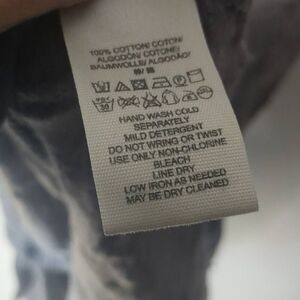 100% COTTON/ COTON/
ALGODÓN/ COTONE/
BAUMWOLLE/ ALGODÃO/
30
HAND WASH COLD
SEPARATELY
MILD DETERGENT
DO NOT WRING OR TWIST
USE ONLY NON-CHLORINE
BLEACH
LINE DRY
LOW IRON AS NEEDED
MAY BE DRY CLEANED